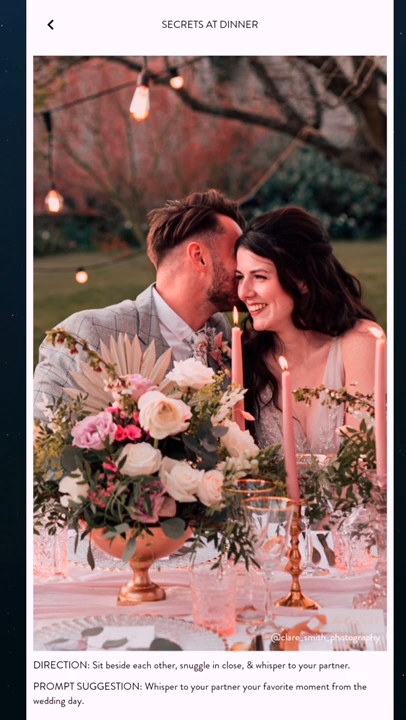 SECRETS AT DINNER
@clare_smith_photography
DIRECTION: Sit beside each other, snuggle in close, & whisper to your partner.
PROMPT SUGGESTION: Whisper to your partner your favorite moment from the
wedding day.